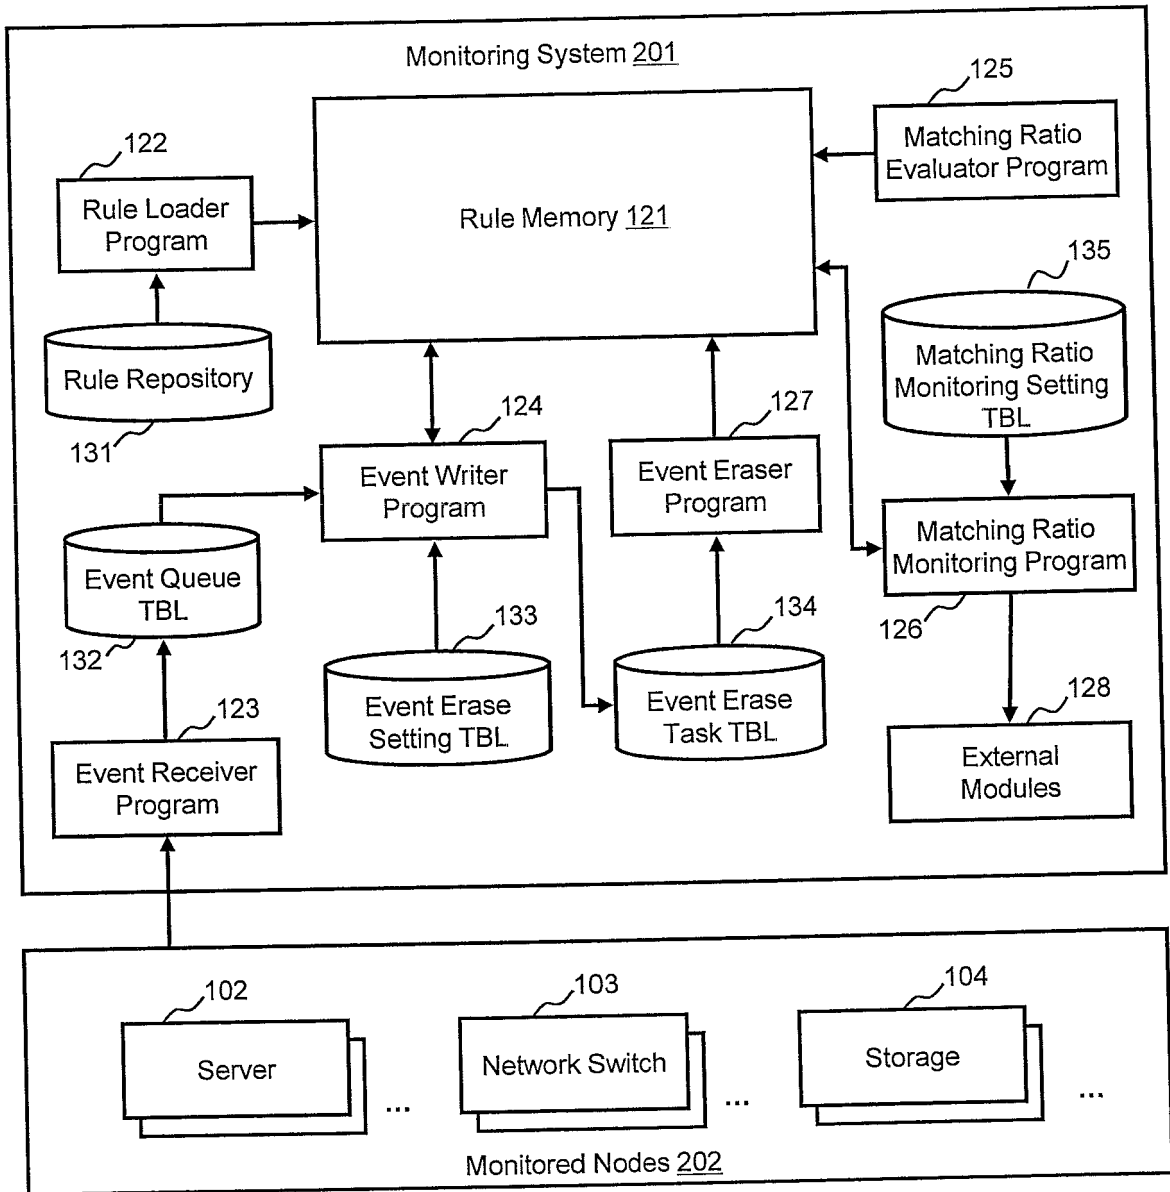 Monitoring System 201
125
Matching Ratio
Evaluator Program
122
Rule Loader
Program
Rule Memory 121
135
Matching Ratio
Monitoring Setting
TBL
Rule Repository
131
124
Event Writer
Program
127
Event Eraser
Program
Matching Ratio
Monitoring Program
126
Event Queue
TBL
132
133
Event Erase
Setting TBL
134
Event Erase
Task TBL
123
Event Receiver
Program
128
External
Modules
102
Server
...
103
Network Switch
...
104
Storage
...
Monitored Nodes 202